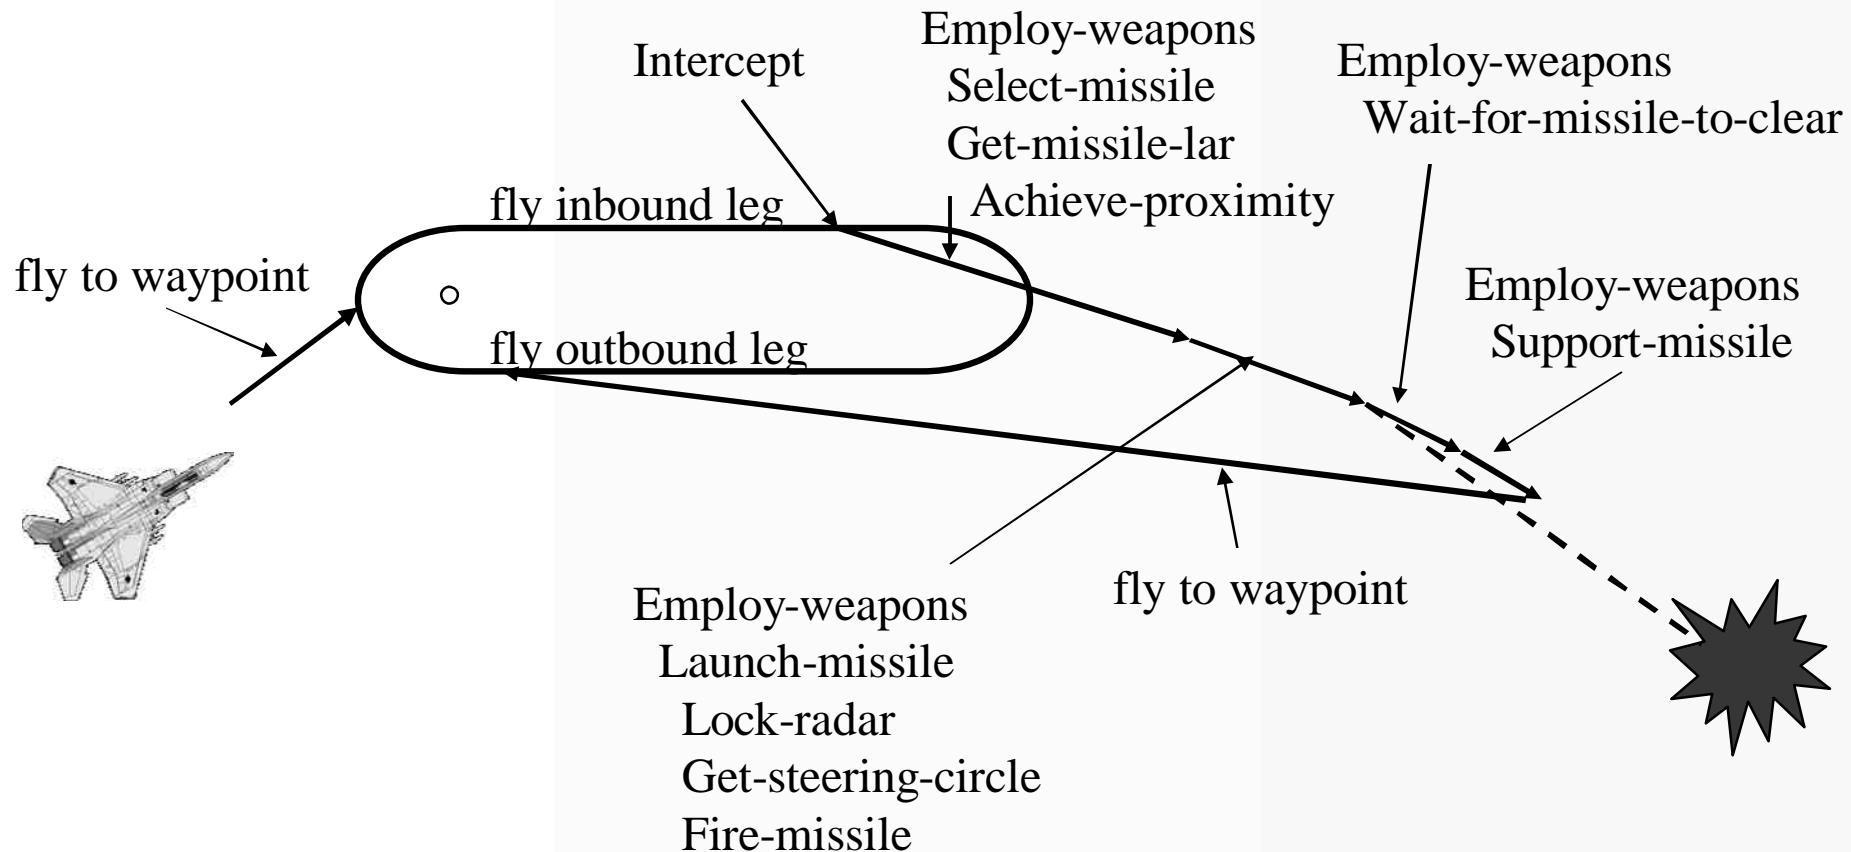 Intercept
Employ-weapons
Select-missile
Get-missile-lar
Achieve-proximity
Employ-weapons
Wait-for-missile-to-clear
fly inbound leg
fly to waypoint
fly outbound leg
Employ-weapons
Support-missile
Employ-weapons
Launch-missile
Lock-radar
Get-steering-circle
Fire-missile
fly to waypoint